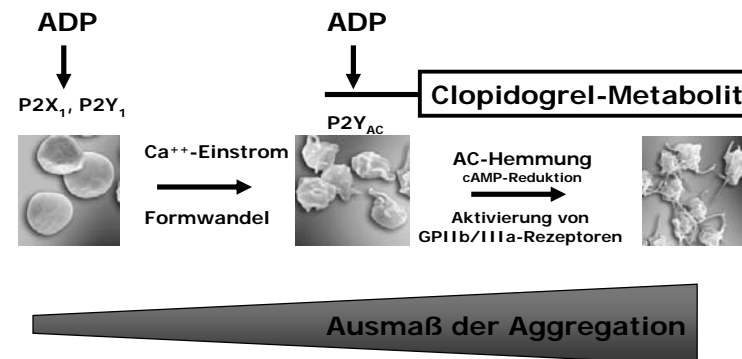 ADP
ADP
P2X₁, P2Y₁
Clopidogrel-Metabolit
P2Y_AC
Ca⁺⁺-Einstrom
Formwandel
AC-Hemmung
cAMP-Reduktion
Aktivierung von
GPIIb/IIIa-Rezeptoren
Ausmaß der Aggregation